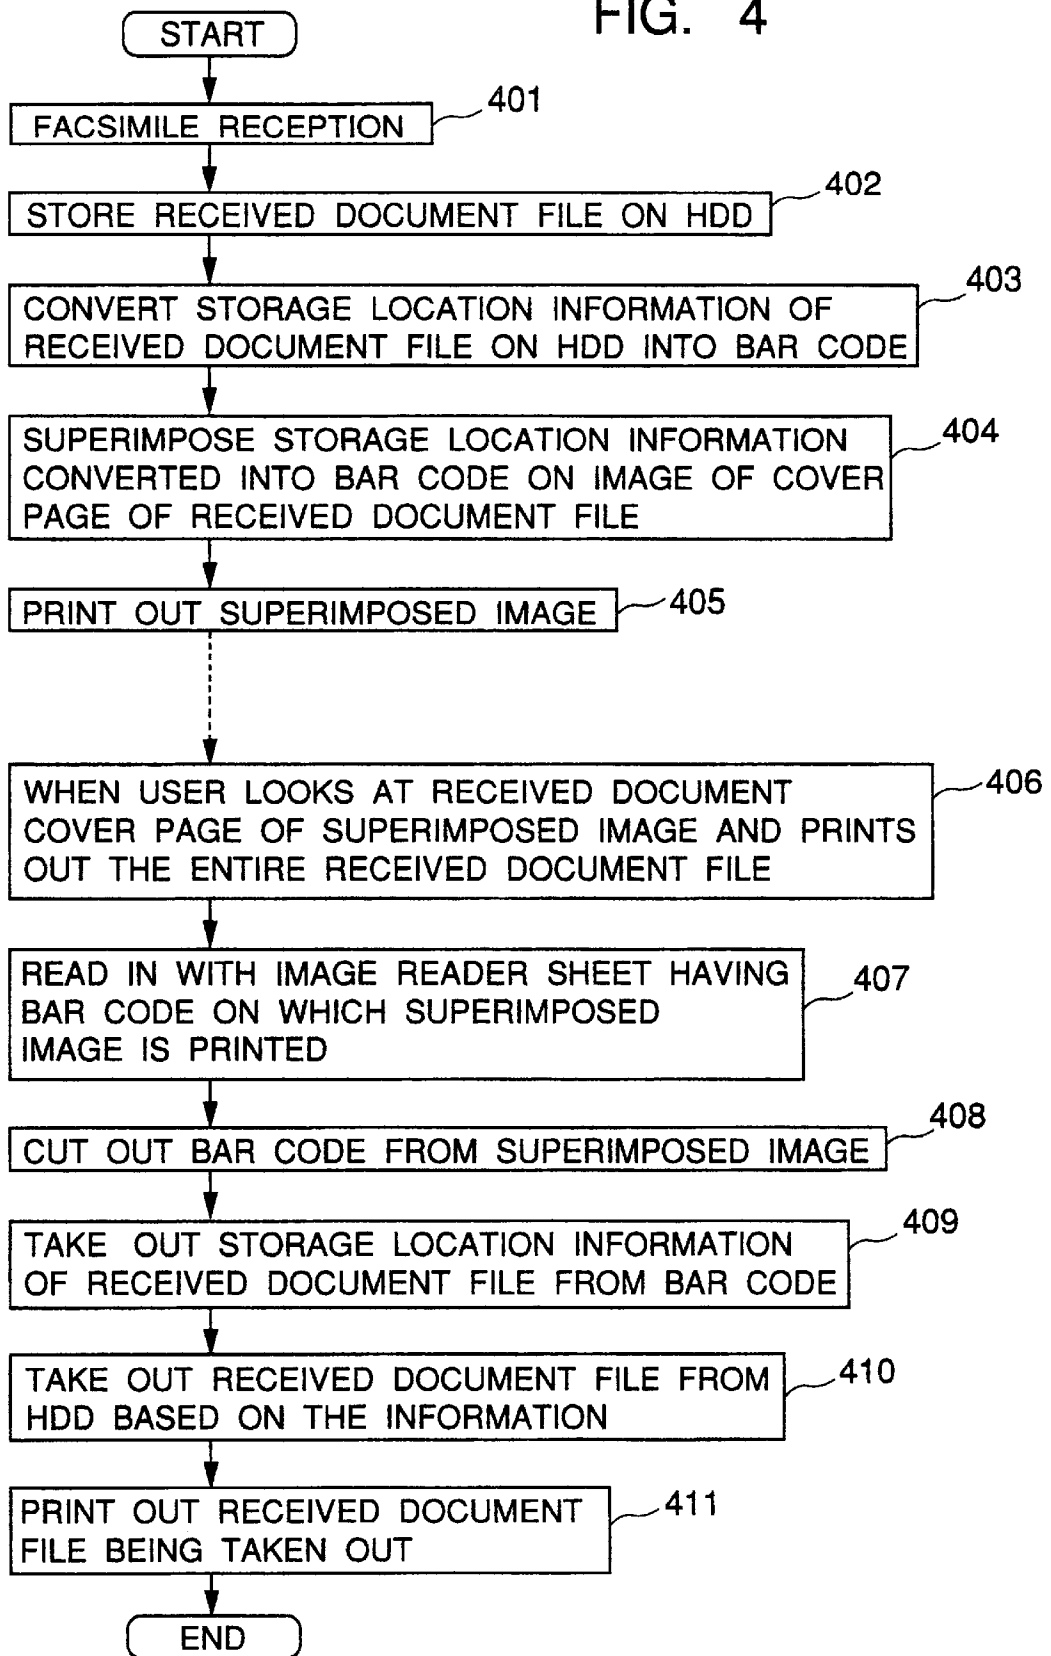 FIG. 4
START
401
FACSIMILE RECEPTION
402
STORE RECEIVED DOCUMENT FILE ON HDD
403
CONVERT STORAGE LOCATION INFORMATION OF
RECEIVED DOCUMENT FILE ON HDD INTO BAR CODE
404
SUPERIMPOSE STORAGE LOCATION INFORMATION
CONVERTED INTO BAR CODE ON IMAGE OF COVER
PAGE OF RECEIVED DOCUMENT FILE
405
PRINT OUT SUPERIMPOSED IMAGE
406
WHEN USER LOOKS AT RECEIVED DOCUMENT
COVER PAGE OF SUPERIMPOSED IMAGE AND PRINTS
OUT THE ENTIRE RECEIVED DOCUMENT FILE
407
READ IN WITH IMAGE READER SHEET HAVING
BAR CODE ON WHICH SUPERIMPOSED
IMAGE IS PRINTED
408
CUT OUT BAR CODE FROM SUPERIMPOSED IMAGE
409
TAKE OUT STORAGE LOCATION INFORMATION
OF RECEIVED DOCUMENT FILE FROM BAR CODE
410
TAKE OUT RECEIVED DOCUMENT FILE FROM
HDD BASED ON THE INFORMATION
411
PRINT OUT RECEIVED DOCUMENT
FILE BEING TAKEN OUT
END